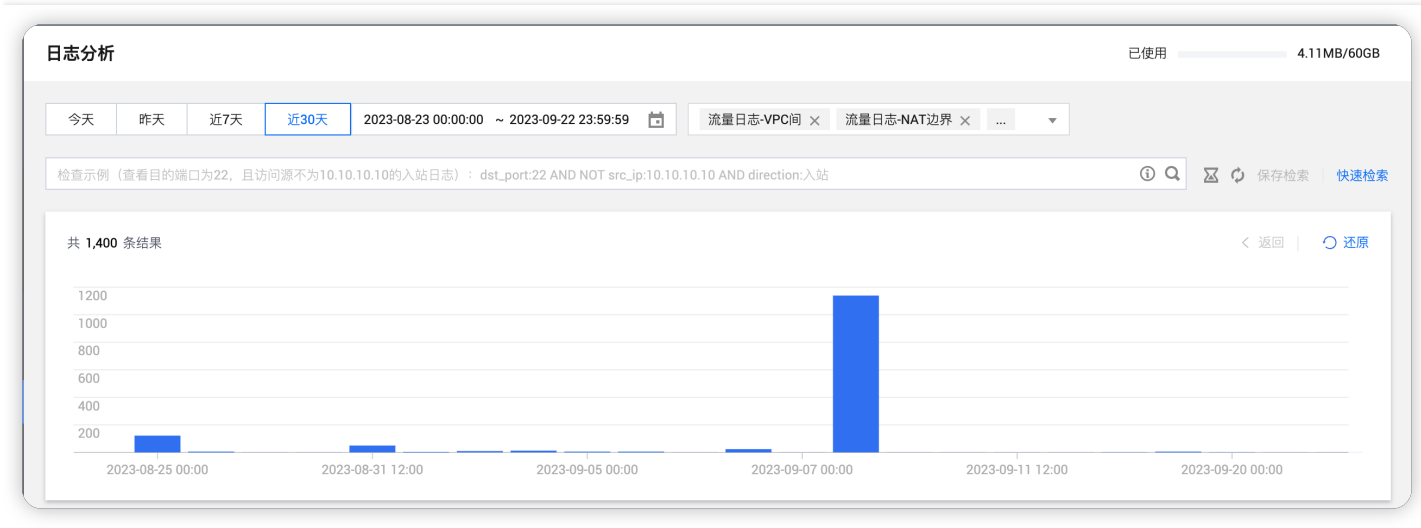 日志分析
已使用 4.11MB/60GB
今天 昨天 近7天 近30天 2023-08-23 00:00:00 ~ 2023-09-22 23:59:59 流量日志-VPC间 流量日志-NAT边界 ...
检查示例（查看目的端口为22，且访问源不为10.10.10.10的入站日志）：dst_port:22 AND NOT src_ip:10.10.10.10 AND direction:入站 保存检索 快速检索
共 1,400 条结果 返回 还原
1200
1000
800
600
400
200
2023-08-25 00:00 2023-08-31 12:00 2023-09-05 00:00 2023-09-07 00:00 2023-09-11 12:00 2023-09-20 00:00